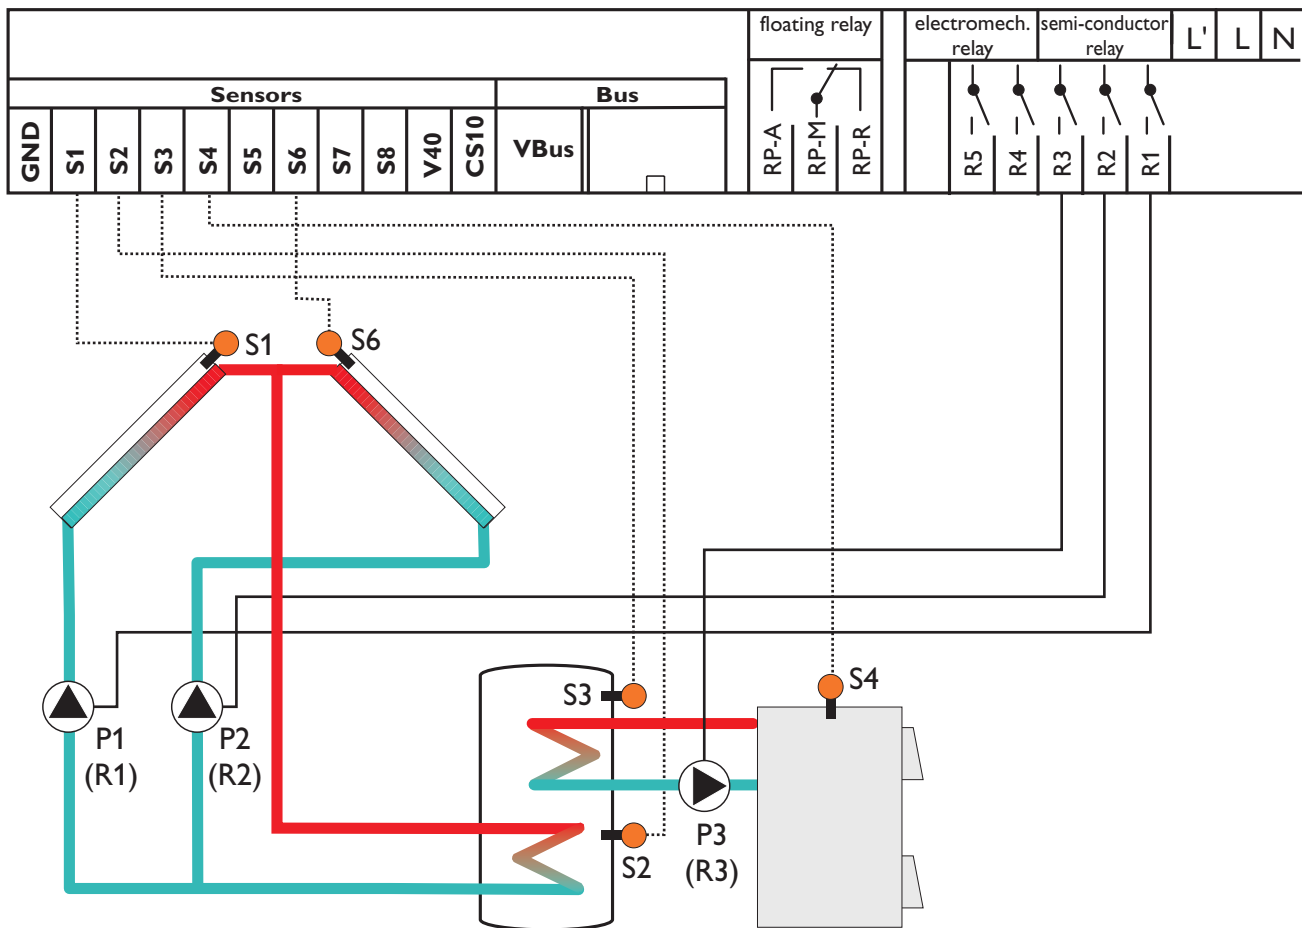 floating relay
electromech.
relay
semi-conductor
relay
L'
L
N
Sensors
Bus
GND
S1
S2
S3
S4
S5
S6
S7
S8
V40
CS10
VBus
RP-A
RP-M
RP-R
R5
R4
R3
R2
R1
S1
S6
S3
S4
P1
(R1)
P2
(R2)
S2
P3
(R3)